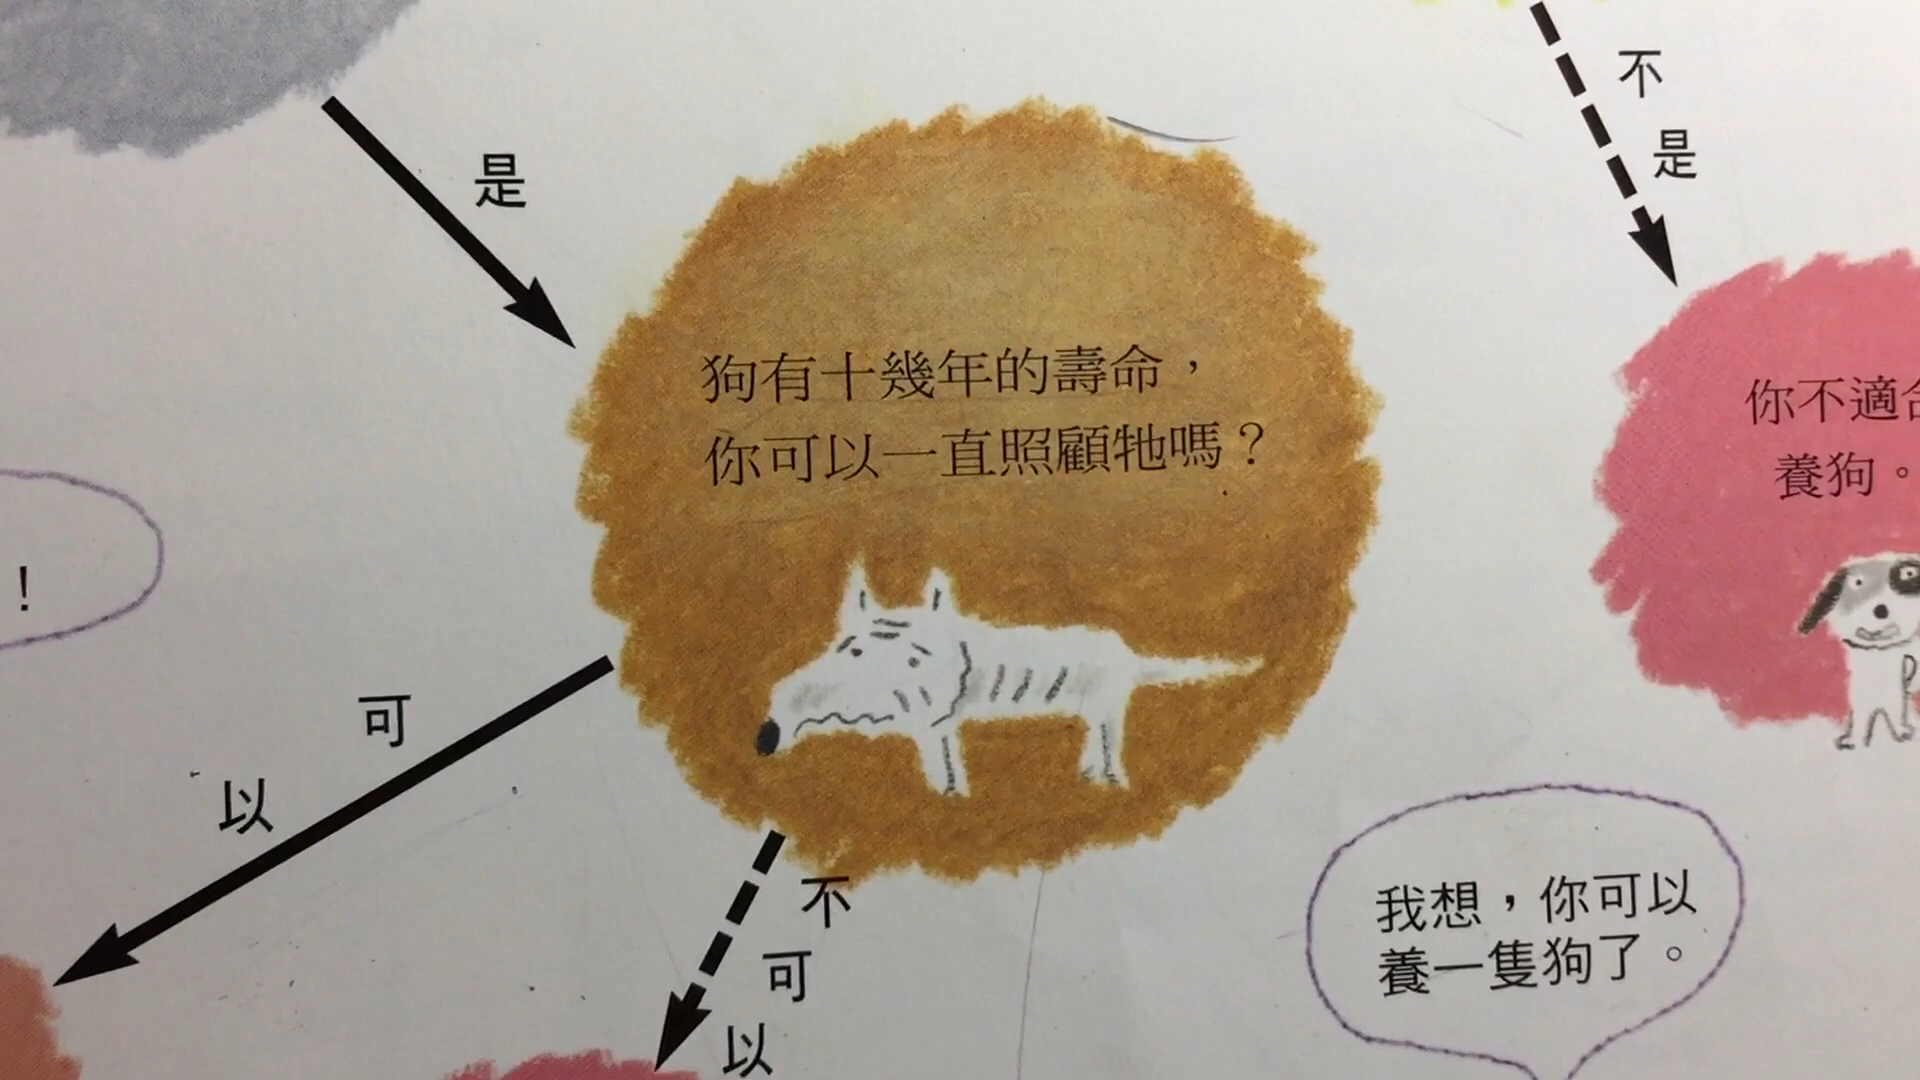 是
不是
狗有十幾年的壽命，
你可以一直照顧牠嗎？
你不適合
養狗。
！
可以
不可以
我想，你可以
養一隻狗了。